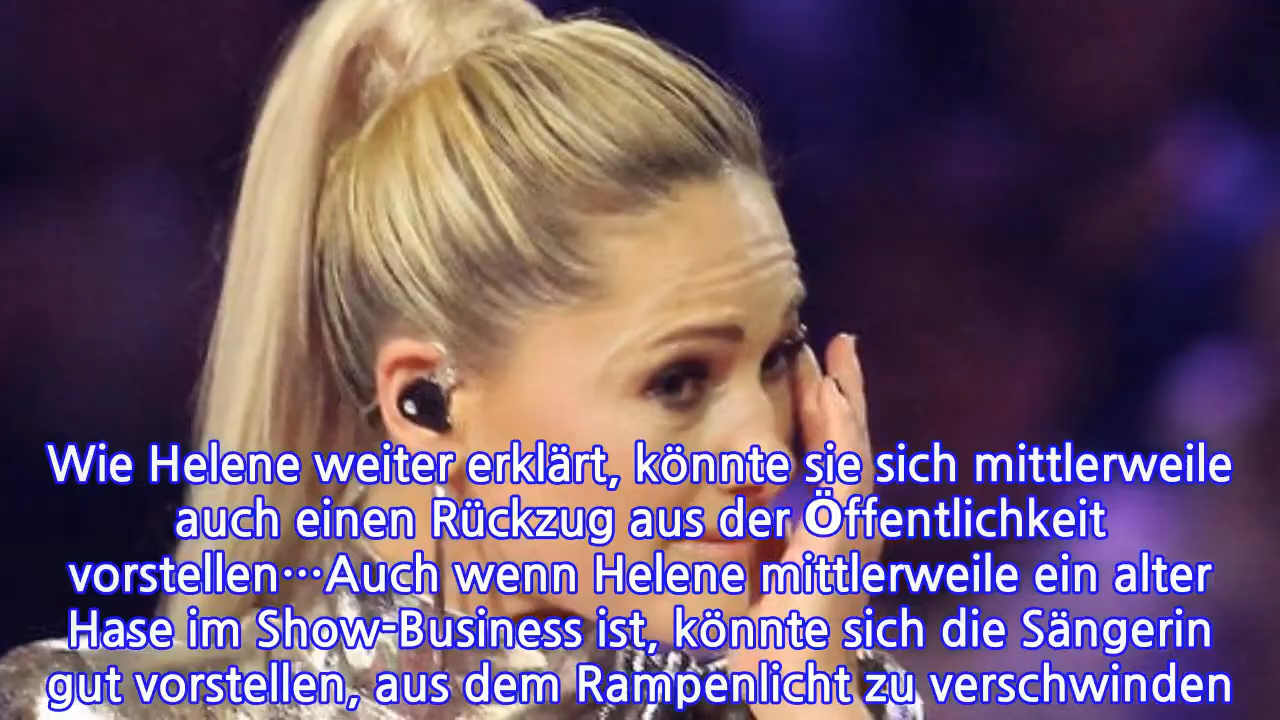 Wie Helene weiter erklärt, könnte sie sich mittlerweile
auch einen Rückzug aus der Öffentlichkeit
vorstellen···Auch wenn Helene mittlerweile ein alter
Hase im Show-Business ist, könnte sich die Sängerin
gut vorstellen, aus dem Rampenlicht zu verschwinden